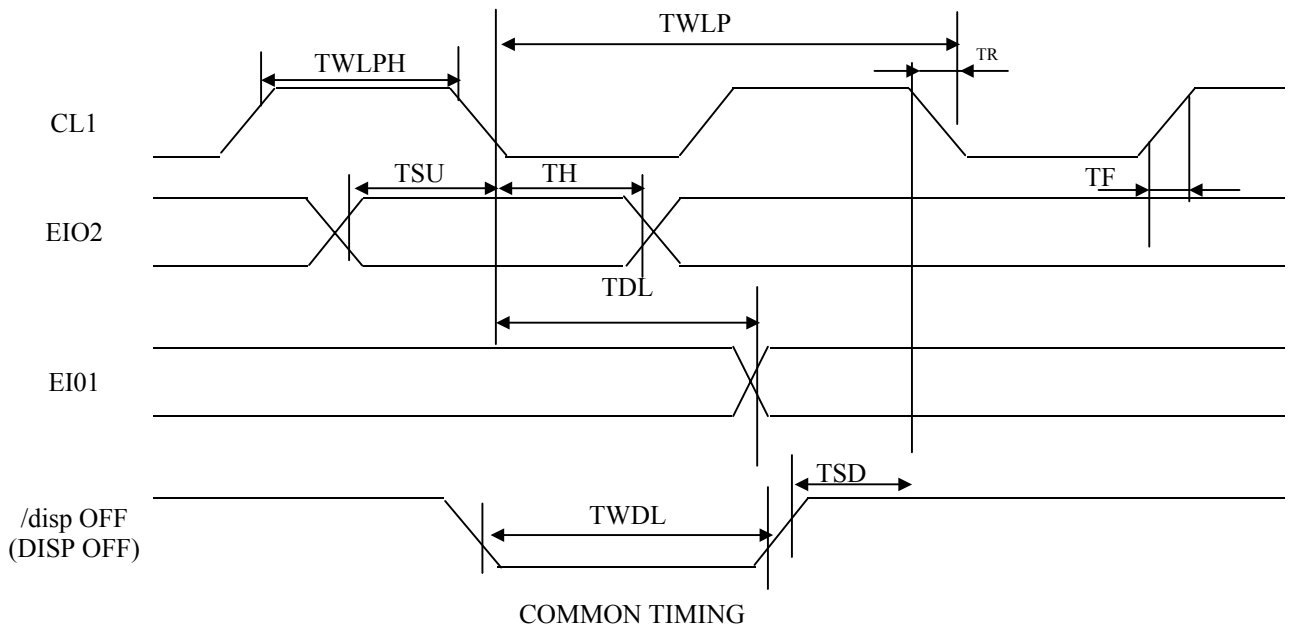 TWLP
TR
TWLPH
CL1
TSU
TH
TF
EIO2
TDL
EI01
TSD
/disp OFF
(DISP OFF)
TWDL
COMMON TIMING